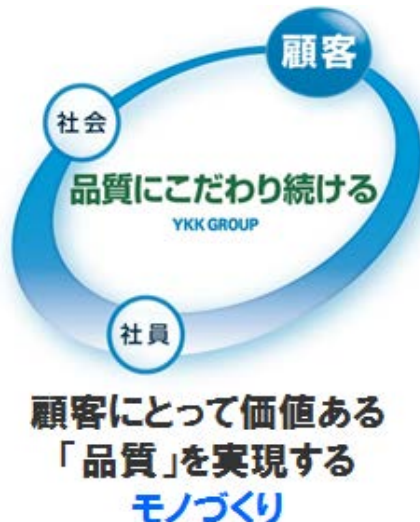 顧客
社会
品質にこだわり続ける
YKK GROUP
社員
顧客にとって価値ある
「品質」を実現する
モノづくり